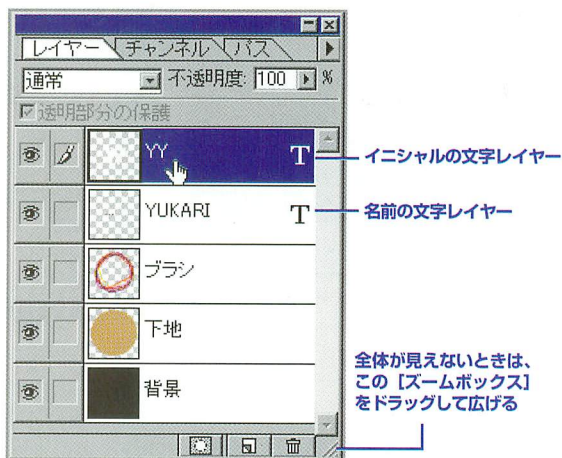 レイヤー チャンネル パス
通常 不透明度: 100 %
透明部分の保護
YY T
イニシャルの文字レイヤー
YUKARI T
名前の文字レイヤー
ブラシ
下地
背景
全体が見えないときは、
この [ズームボックス]
をドラッグして広げる